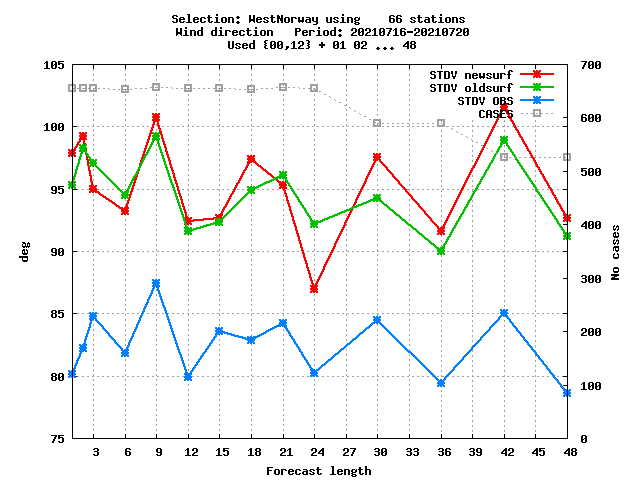 Selection: WestNorway using    66 stations
Wind direction   Period: 20210716-20210720
Used {00,12} + 01 02 ... 48
STDV newsurf
STDV oldsurf
STDV OBS
CASES
105
100
95
90
85
80
75
deg
700
600
500
400
300
200
100
0
No cases
3 6 9 12 15 18 21 24 27 30 33 36 39 42 45 48
Forecast length